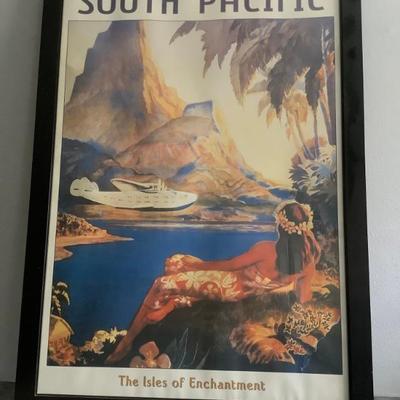 SOUTH PACIFIC
The Isles of Enchantment